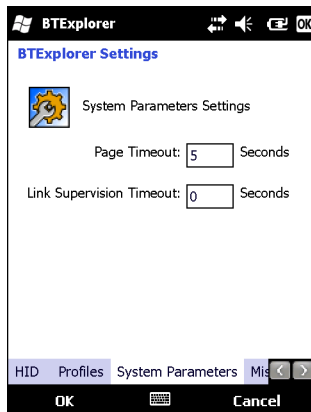 BTExplorer OK
BTExplorer Settings
System Parameters Settings
Page Timeout: 5 Seconds
Link Supervision Timeout: 0 Seconds
HID Profiles System Parameters Mis
OK Cancel